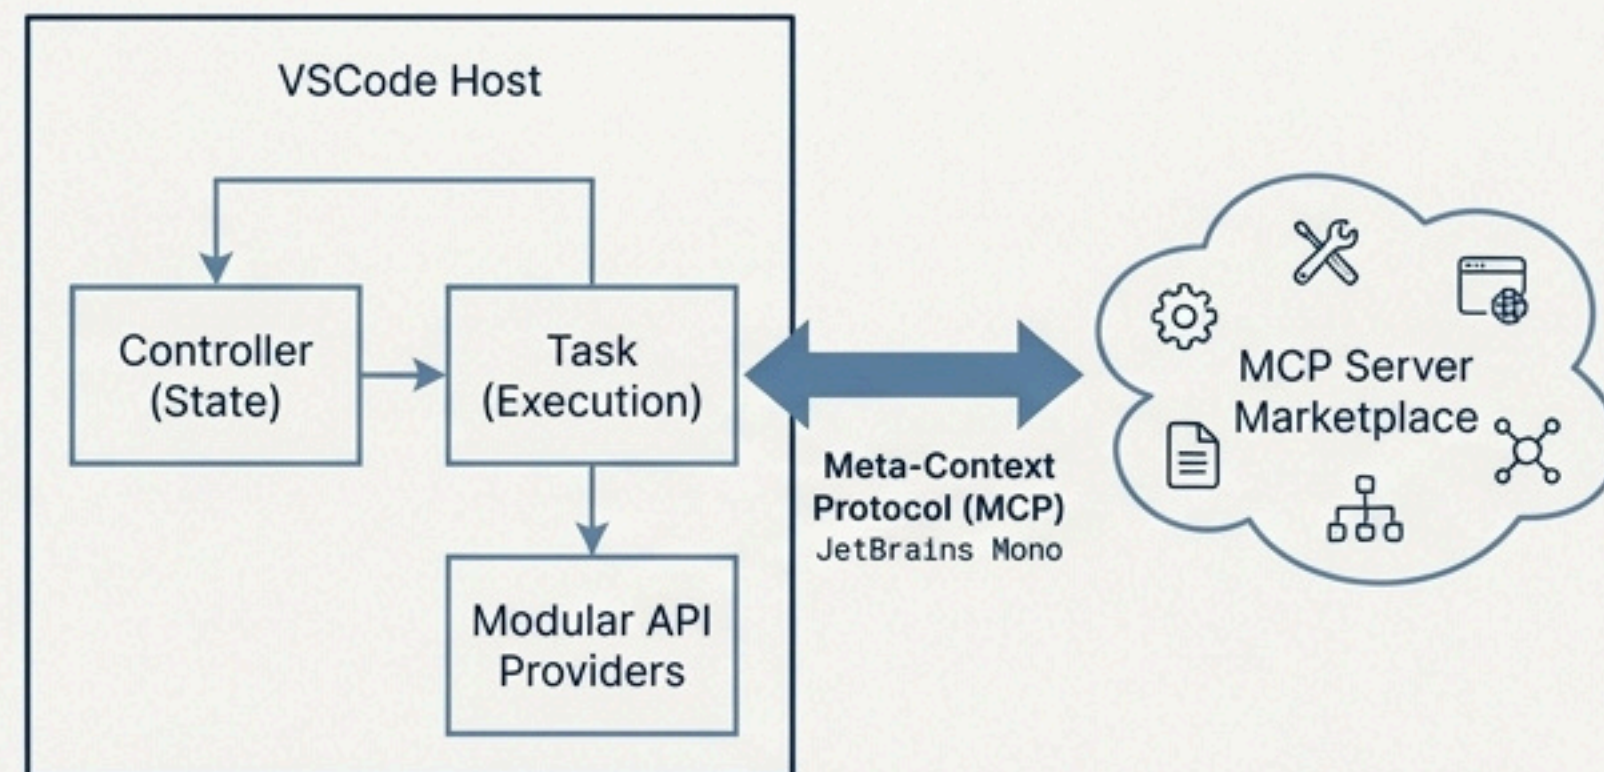 VSCode Host
Controller
(State)
Task
(Execution)
Modular API
Providers
Meta-Context
Protocol (MCP)
JetBrains Mono
MCP Server
Marketplace